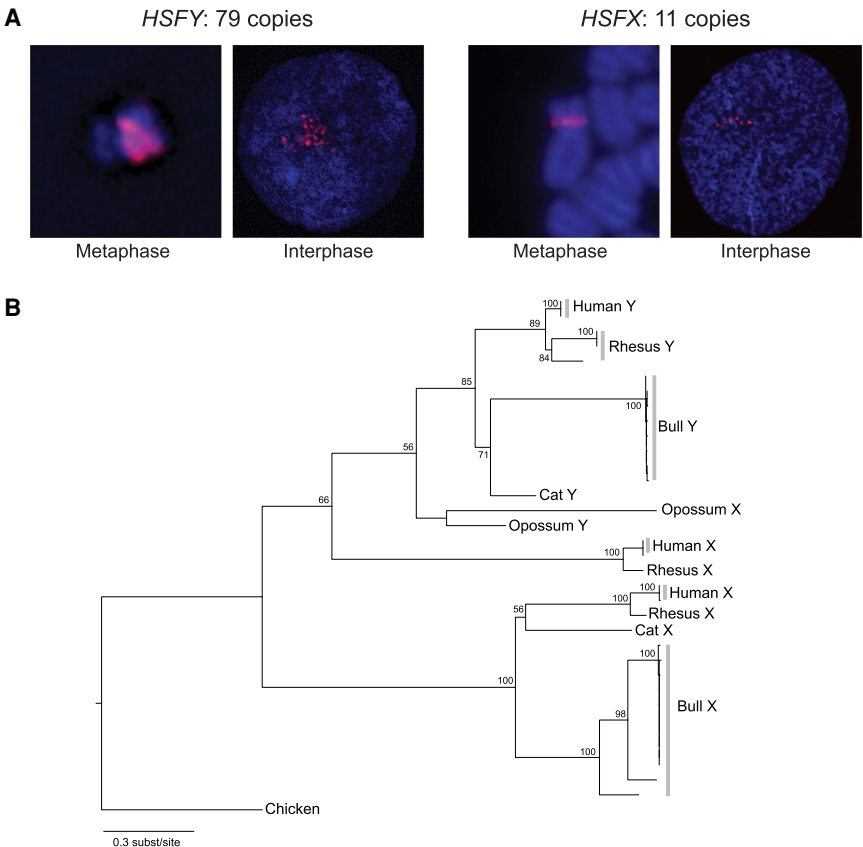 A
HSFY: 79 copies
HSFX: 11 copies
Metaphase
Interphase
Metaphase
Interphase
B
100
Human Y
89
100
Rhesus Y
84
85
100
Bull Y
71
Cat Y
56
Opossum X
Opossum Y
66
Human X
100
Rhesus X
100
Human X
100
Rhesus X
56
Cat X
100
100
Bull X
98
100
Chicken
0.3 subst/site